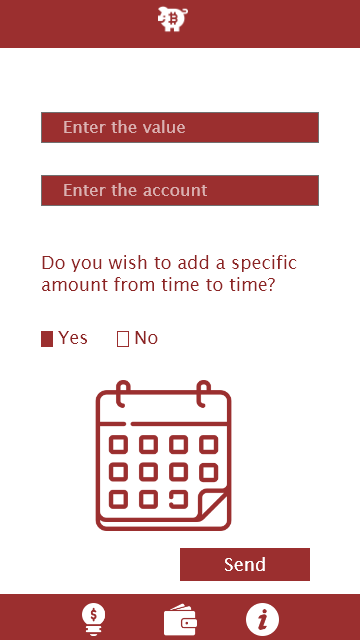 Enter the value
Enter the account
Do you wish to add a specific
amount from time to time?
Yes
No
Send